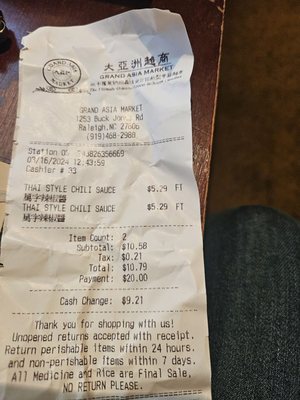 GRAND ASIA
MARKET
大亞洲超商
GRAND ASIA MARKET
GRAND ASIA MARKET
1253 Buck Jones Rd
Raleigh, NC 27606
(919)468-2988
Station
03/16/2024 12:43:59
Cashier # 33
THAI STYLE CHILI SAUCE $5.29 FT
THAI STYLE CHILI SAUCE $5.29 FT
Item Count: 2
Subtotal: $10.58
Tax: $0.21
Total: $10.79
Payment: $20.00
Cash Change: $9.21
Thank you for shopping with us!
Unopened returns accepted with receipt.
Return perishable items within 24 hours.
and non-perishable items within 7 days.
All Medicine and Rice are Final Sale,
NO RETURN PLEASE.